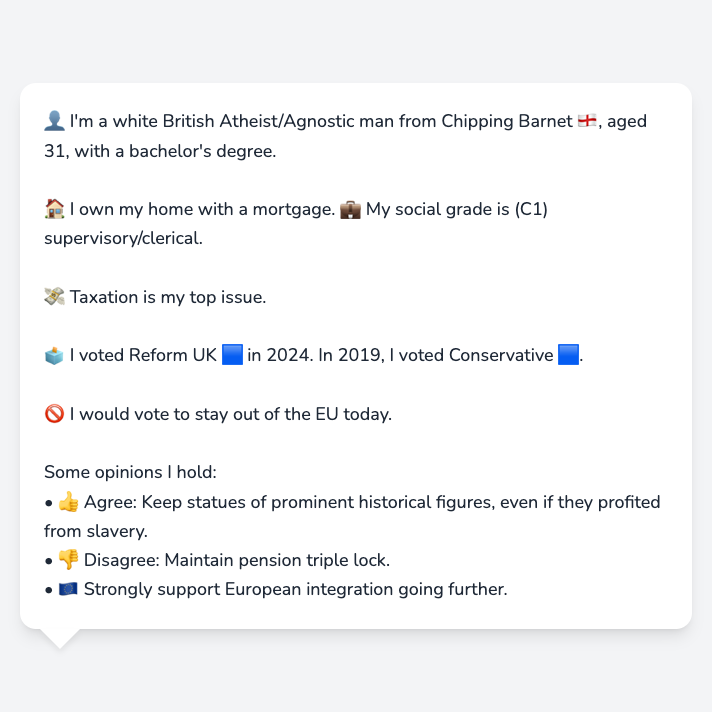 👤 I'm a white British Atheist/Agnostic man from Chipping Barnet 🏴󠁧󠁢󠁥󠁮󠁧󠁿, aged
31, with a bachelor's degree.
🏠 I own my home with a mortgage. 💼 My social grade is (C1)
supervisory/clerical.
💸 Taxation is my top issue.
🗳️ I voted Reform UK 🟦 in 2024. In 2019, I voted Conservative 🟦.
🚫 I would vote to stay out of the EU today.
Some opinions I hold:
• 👍 Agree: Keep statues of prominent historical figures, even if they profited
from slavery.
• 👎 Disagree: Maintain pension triple lock.
• 🇪🇺 Strongly support European integration going further.